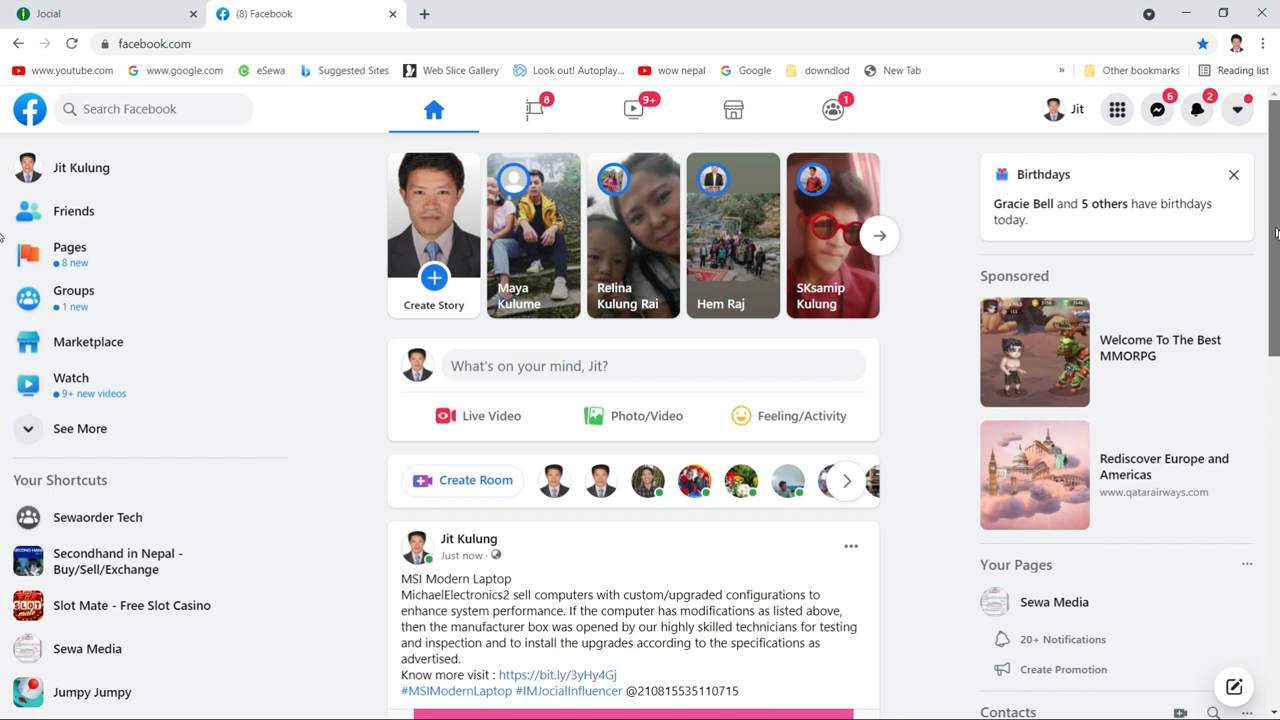 Jocial
(8) Facebook
facebook.com
www.youtube.com
www.google.com
eSewa
Suggested Sites
Web Slice Gallery
Look out! Autoplay...
wow nepal
Google
downdlod
New Tab
»
Other bookmarks
Reading list
Search Facebook
8
9+
1
Jit
6
2
Jit Kulung
Friends
Pages
8 new
Groups
1 new
Marketplace
Watch
9+ new videos
See More
Your Shortcuts
Sewaorder Tech
Secondhand in Nepal -
Buy/Sell/Exchange
Slot Mate - Free Slot Casino
Sewa Media
Jumpy Jumpy
Create Story
Maya
Kulume
Relina
Kulung Rai
Hem Raj
SKsamip
Kulung
What's on your mind, Jit?
Live Video
Photo/Video
Feeling/Activity
Create Room
Jit Kulung
Just now ·
MSI Modern Laptop
MichaelElectronics2 sell computers with custom/upgraded configurations to
enhance system performance. If the computer has modifications as listed above,
then the manufacturer box was opened by our highly skilled technicians for testing
and inspection and to install the upgrades according to the specifications as
advertised.
Know more visit : https://bit.ly/3yHy4Gj
#MSIModernLaptop #IMJocialInfluencer @210815535110715
Birthdays
Gracie Bell and 5 others have birthdays
today.
Sponsored
Welcome To The Best
MMORPG
Rediscover Europe and
Americas
www.qatarairways.com
Your Pages
Sewa Media
20+ Notifications
Create Promotion
Contacts